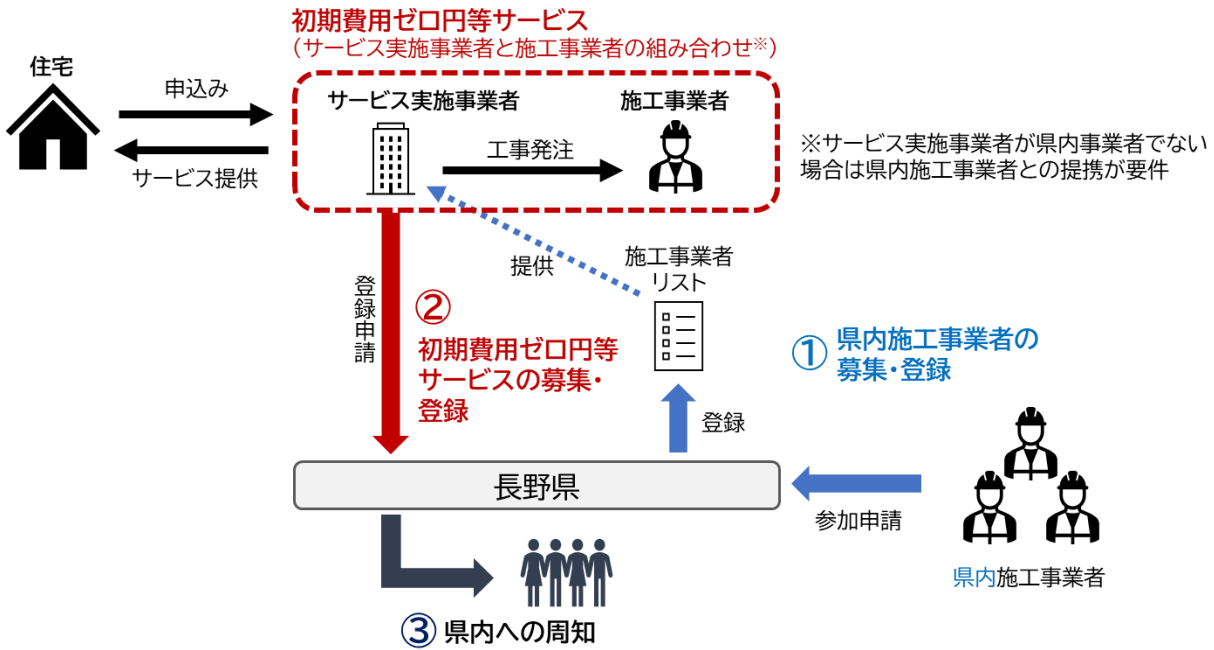 初期費用ゼロ円等サービス
（サービス実施事業者と施工事業者の組み合わせ※）
住宅
申込み
サービス提供
サービス実施事業者
施工事業者
工事発注
※サービス実施事業者が県内事業者でない
場合は県内施工事業者との提携が要件
提供
施工事業者
リスト
登録申請
②
初期費用ゼロ円等
サービスの募集・
登録
① 県内施工事業者の
募集・登録
登録
長野県
参加申請
県内施工事業者
③ 県内への周知